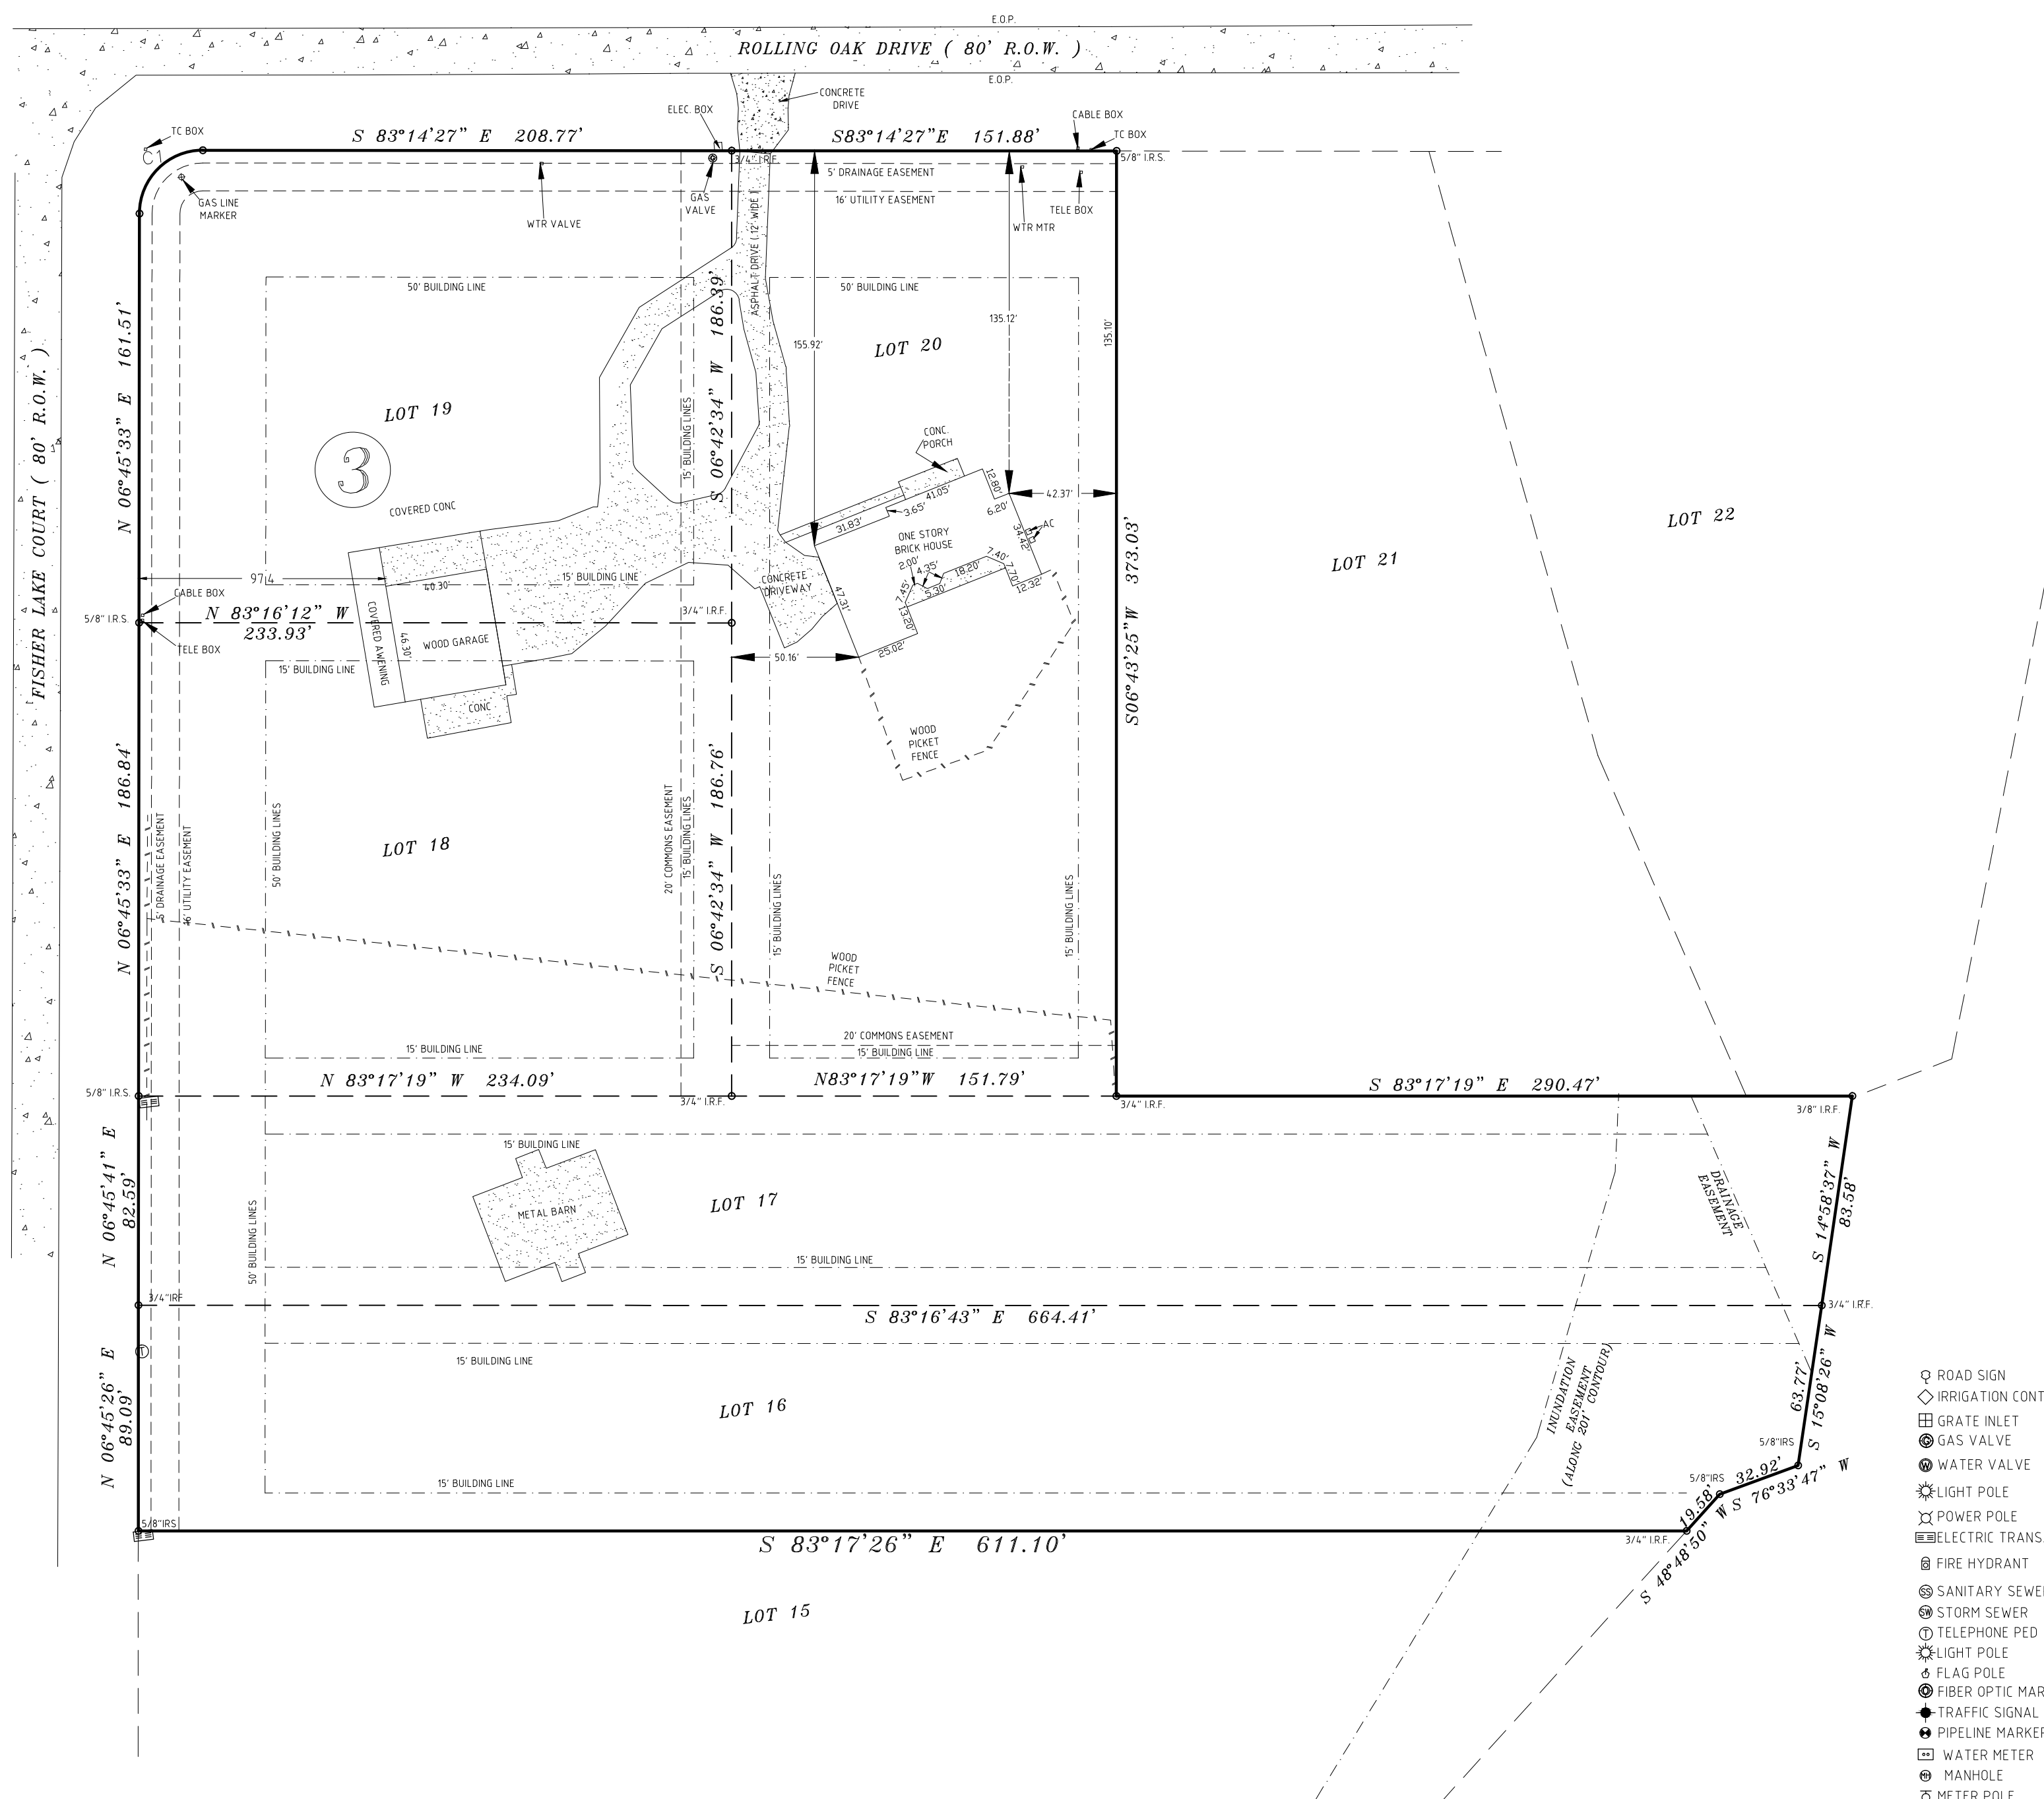 E.O.P.
ROLLING OAK DRIVE ( 80' R.O.W. )
E.O.P.
CONCRETE
DRIVE
ELEC. BOX
CABLE BOX
TC BOX
C1
S 83°14'27" E 208.77'
S83°14'27"E 151.88'
TC BOX
3/4" I.R.F.
5/8" I.R.S.
5' DRAINAGE EASEMENT
16' UTILITY EASEMENT
GAS LINE
MARKER
WTR VALVE
GAS
VALVE
WTR MTR
TELE BOX
ASPHALT DRIVE ( 12' WIDE )
50' BUILDING LINE
50' BUILDING LINE
N 06°45'33" E 161.51'
FISHER LAKE COURT ( 80' R.O.W. )
S 06°42'34" W 186.39'
15' BUILDING LINES
155.92'
135.12'
135.10'
LOT 20
LOT 19
3
COVERED CONC
CONC.
PORCH
12.80'
41.05'
3.65'
31.83'
6.20'
42.37'
34.42'
AC
ONE STORY
BRICK HOUSE
2.00'
4.35'
7.45'
5.30'
18.20'
7.40'
7.70'
12.32'
13.20'
25.02'
47.31'
50.16'
CONCRETE
DRIVEWAY
S06°43'25"W 373.03'
LOT 21
LOT 22
97.4
40.30'
15' BUILDING LINE
CABLE BOX
5/8" I.R.S.
N 83°16'12" W
233.93'
TELE BOX
3/4" I.R.F.
COVERED AWENING
46.30'
WOOD GARAGE
CONC
15' BUILDING LINE
WOOD
PICKET
FENCE
N 06°45'33" E 186.84'
S 06°42'34" W 186.76'
5' DRAINAGE EASEMENT
16' UTILITY EASEMENT
50' BUILDING LINES
LOT 18
20' COMMONS EASEMENT
15' BUILDING LINES
15' BUILDING LINES
15' BUILDING LINES
WOOD
PICKET
FENCE
20' COMMONS EASEMENT
15' BUILDING LINE
15' BUILDING LINE
N 83°17'19" W 234.09'
N83°17'19"W 151.79'
S 83°17'19" E 290.47'
5/8" I.R.S.
3/4" I.R.F.
3/4" I.R.F.
3/8" I.R.F.
15' BUILDING LINE
N 06°45'41" E
82.59'
50' BUILDING LINES
METAL BARN
LOT 17
DRAINAGE
EASEMENT
S 14°58'37" W
83.58'
15' BUILDING LINE
3/4"IRF
S 83°16'43" E 664.41'
3/4" I.R.F.
T
15' BUILDING LINE
N 06°45'26" E
89.09'
LOT 16
INUNDATION
EASEMENT
(ALONG 201' CONTOUR)
63.77'
S 15°08'26" W
5/8"IRS
32.92'
S 76°33'47" W
5/8"IRS
19.58'
S 48°48'50" W
15' BUILDING LINE
5/8"IRS
S 83°17'26" E 611.10'
3/4" I.R.F.
LOT 15
ROAD SIGN
IRRIGATION CONT
GRATE INLET
G GAS VALVE
W WATER VALVE
LIGHT POLE
POWER POLE
ELECTRIC TRANS.
FIRE HYDRANT
SS SANITARY SEWE
SW STORM SEWER
T TELEPHONE PED
LIGHT POLE
FLAG POLE
FIBER OPTIC MAR
TRAFFIC SIGNAL
PIPELINE MARKER
WATER METER
MH MANHOLE
METER POLE